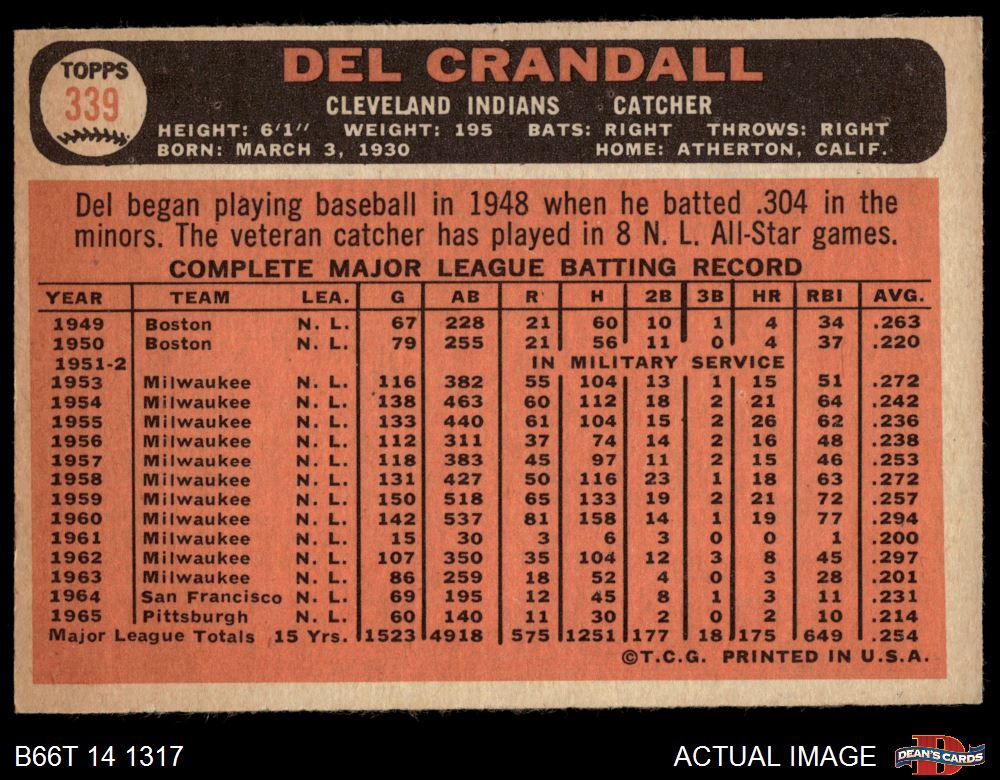 TOPPS
339
DEL CRANDALL
CLEVELAND INDIANS CATCHER
HEIGHT: 6'1" WEIGHT: 195 BATS: RIGHT THROWS: RIGHT
BORN: MARCH 3, 1930 HOME: ATHERTON, CALIF.
Del began playing baseball in 1948 when he batted .304 in the
minors. The veteran catcher has played in 8 N. L. All-Star games.
COMPLETE MAJOR LEAGUE BATTING RECORD
YEAR TEAM LEA. G AB R H 2B 3B HR RBI AVG.
1949 Boston N. L. 67 228 21 60 10 1 4 34 .263
1950 Boston N. L. 79 255 21 56 11 0 4 37 .220
1951-2 IN MILITARY SERVICE
1953 Milwaukee N. L. 116 382 55 104 13 1 15 51 .272
1954 Milwaukee N. L. 138 463 60 112 18 2 21 64 .242
1955 Milwaukee N. L. 133 440 61 104 15 2 26 62 .236
1956 Milwaukee N. L. 112 311 37 74 14 2 16 48 .238
1957 Milwaukee N. L. 118 383 45 97 11 2 15 46 .253
1958 Milwaukee N. L. 131 427 50 116 23 1 18 63 .272
1959 Milwaukee N. L. 150 518 65 133 19 2 21 72 .257
1960 Milwaukee N. L. 142 537 81 158 14 1 19 77 .294
1961 Milwaukee N. L. 15 30 3 6 3 0 0 1 .200
1962 Milwaukee N. L. 107 350 35 104 12 3 8 45 .297
1963 Milwaukee N. L. 86 259 18 52 4 0 3 28 .201
1964 San Francisco N. L. 69 195 12 45 8 1 3 11 .231
1965 Pittsburgh N. L. 60 140 11 30 2 0 2 10 .214
Major League Totals 15 Yrs. 1523 4918 575 1251 177 18 175 649 .254
©T.C.G. PRINTED IN U.S.A.
B66T 14 1317 ACTUAL IMAGE
D
DEAN'S CARDS